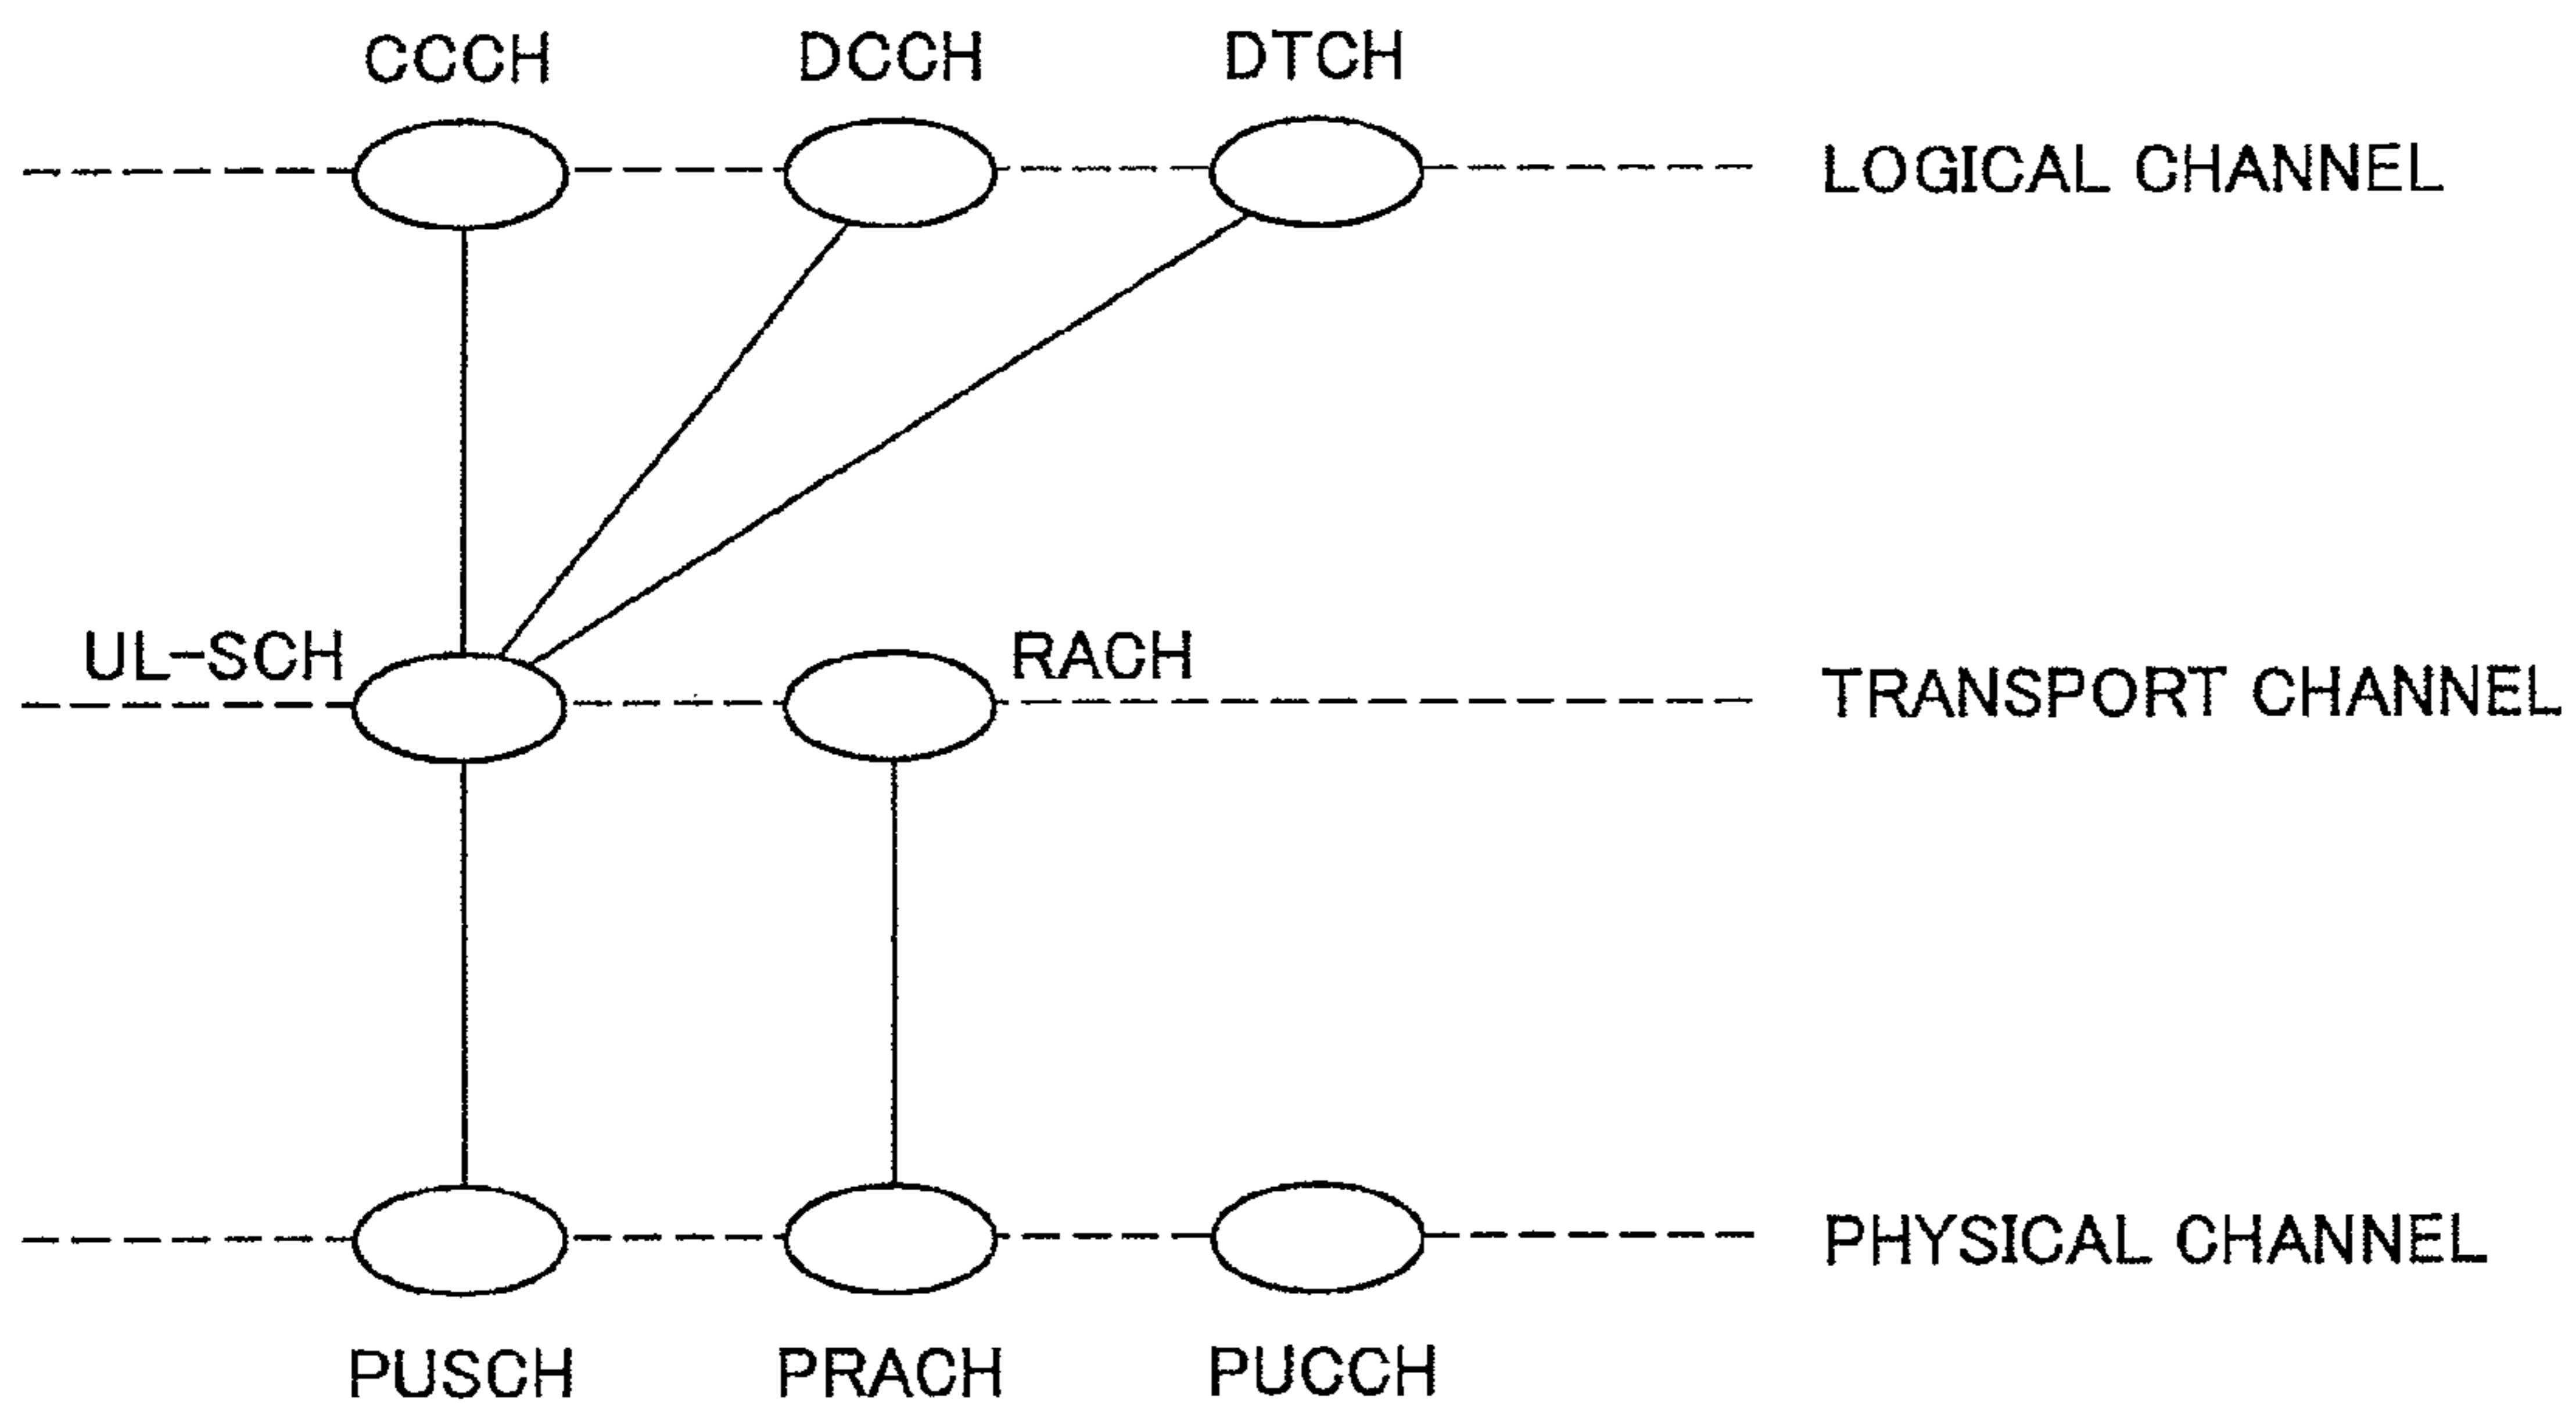 CCCH DCCH DTCH
LOGICAL CHANNEL
UL-SCH RACH
TRANSPORT CHANNEL
PHYSICAL CHANNEL
PUSCH PRACH PUCCH